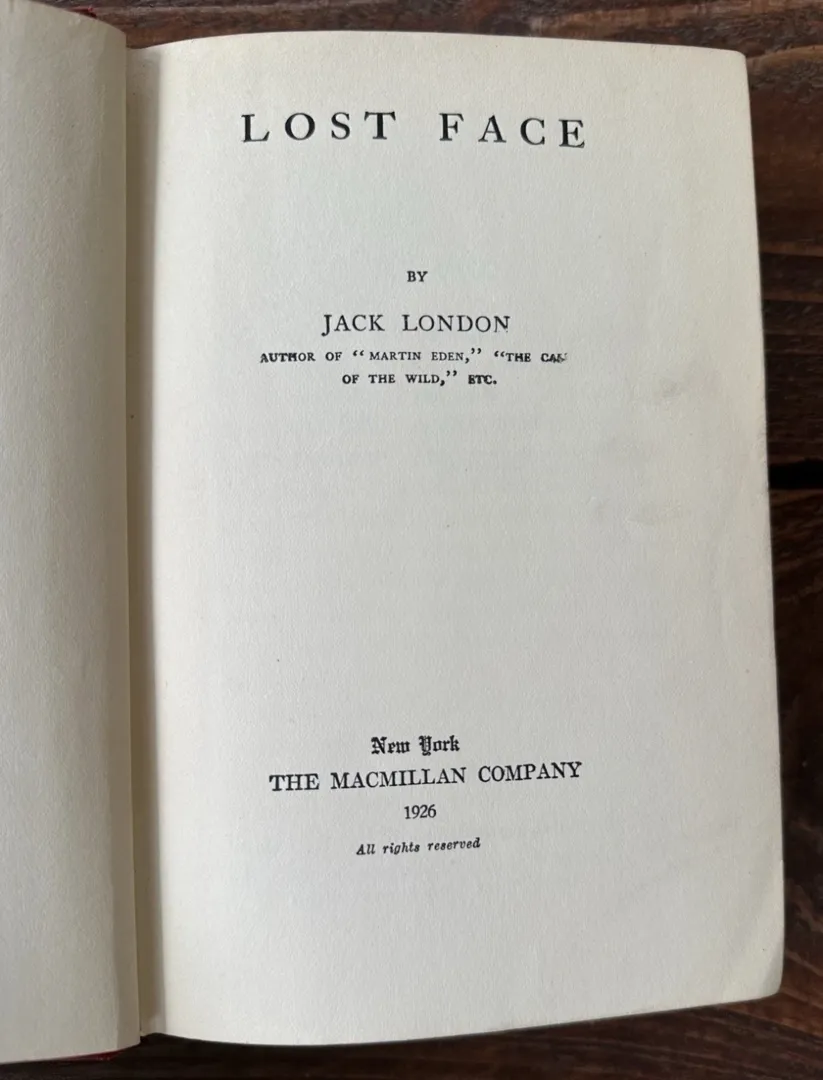 LOST FACE
BY
JACK LONDON
AUTHOR OF “MARTIN EDEN,” “THE CALL
OF THE WILD,” ETC.
New York
THE MACMILLAN COMPANY
1926
All rights reserved